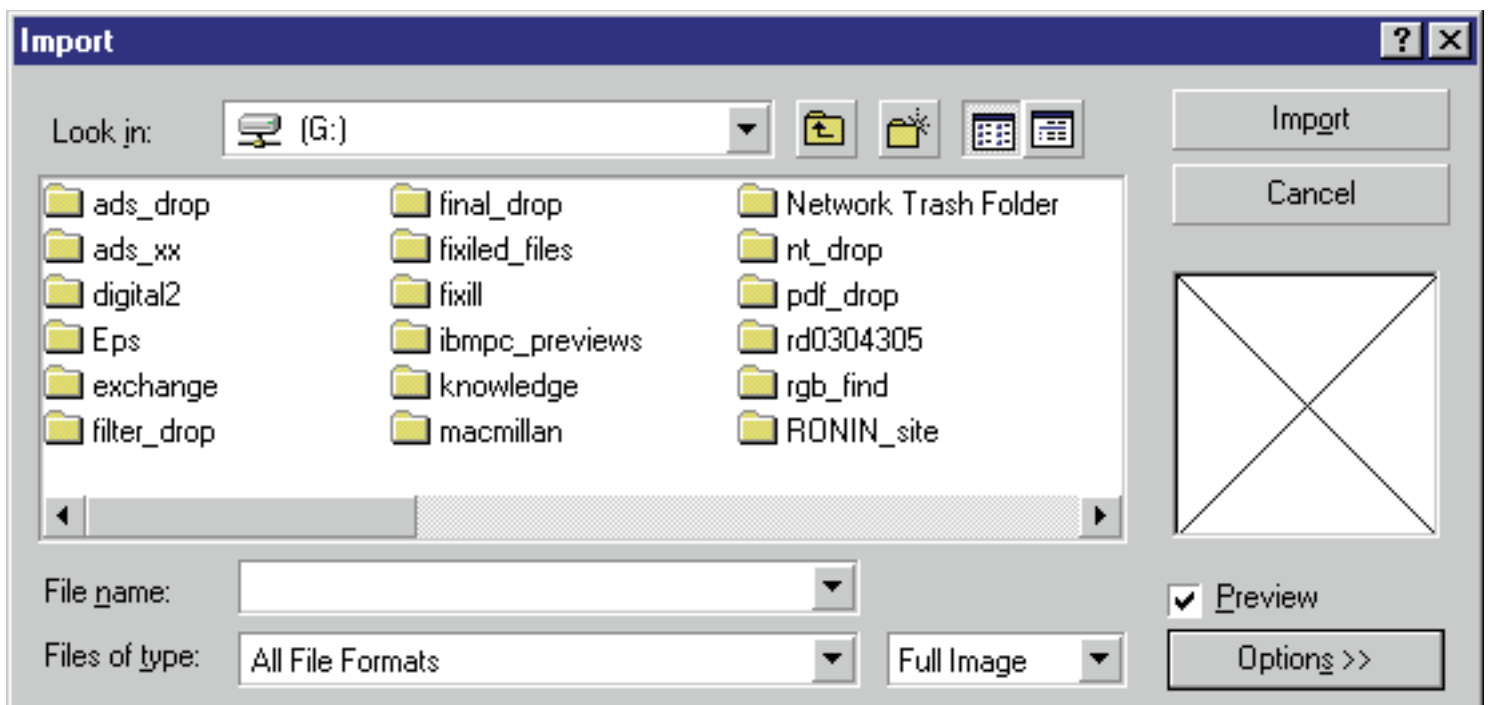 Import
Look in: (G:)
Import
Cancel
ads_drop
ads_xx
digital2
Eps
exchange
filter_drop
final_drop
fixiled_files
fixill
ibmpc_previews
knowledge
macmillan
Network Trash Folder
nt_drop
pdf_drop
rd0304305
rgb_find
RONIN_site
File name:
Preview
Files of type: All File Formats Full Image
Options >>